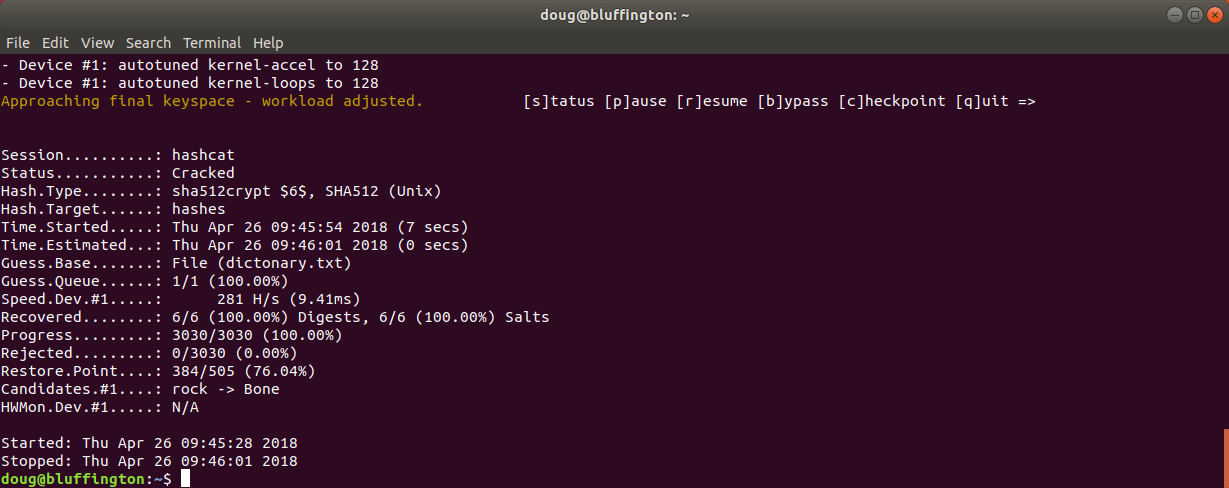 doug@bluffington: ~
File Edit View Search Terminal Help
- Device #1: autotuned kernel-accel to 128
- Device #1: autotuned kernel-loops to 128
Approaching final keyspace - workload adjusted.           [s]tatus [p]ause [r]esume [b]ypass [c]heckpoint [q]uit =>
Session..........: hashcat
Status...........: Cracked
Hash.Type........: sha512crypt $6$, SHA512 (Unix)
Hash.Target......: hashes
Time.Started.....: Thu Apr 26 09:45:54 2018 (7 secs)
Time.Estimated...: Thu Apr 26 09:46:01 2018 (0 secs)
Guess.Base.......: File (dictonary.txt)
Guess.Queue......: 1/1 (100.00%)
Speed.Dev.#1.....:      281 H/s (9.41ms)
Recovered........: 6/6 (100.00%) Digests, 6/6 (100.00%) Salts
Progress.........: 3030/3030 (100.00%)
Rejected.........: 0/3030 (0.00%)
Restore.Point....: 384/505 (76.04%)
Candidates.#1....: rock -> Bone
HWMon.Dev.#1.....: N/A
Started: Thu Apr 26 09:45:28 2018
Stopped: Thu Apr 26 09:46:01 2018
doug@bluffington:~$